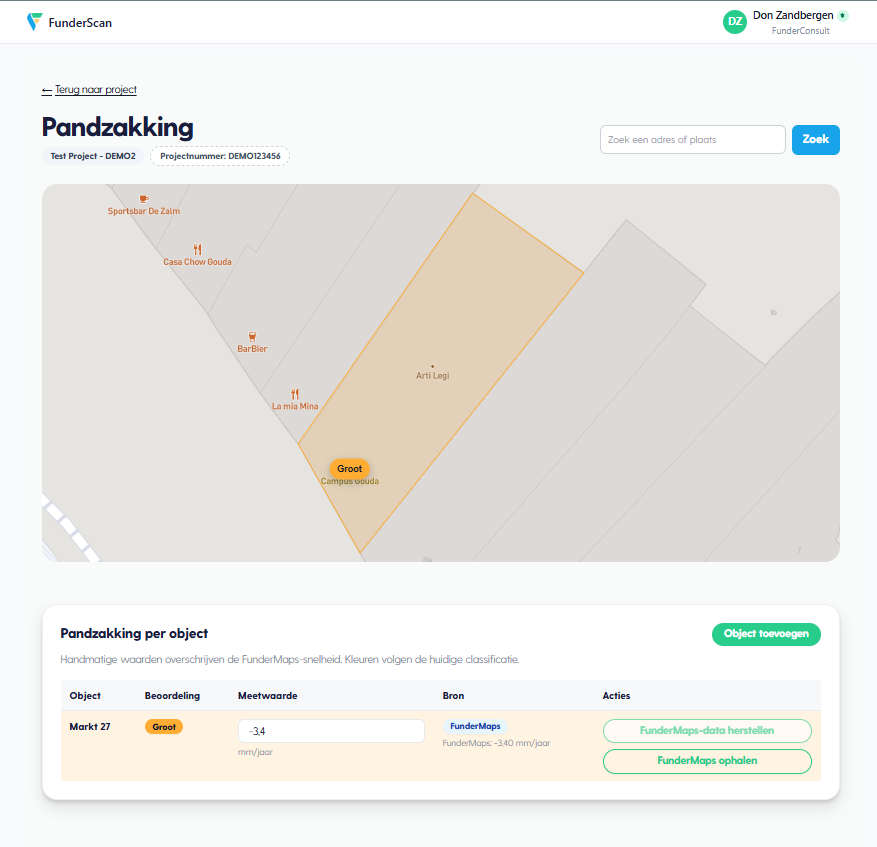 FunderScan
DZ
Don Zandbergen
FunderConsult
← Terug naar project
Pandzakking
Test Project - DEMO2
Projectnummer: DEMO123456
Zoek een adres of plaats
Zoek
Sportsbar De Zalm
Casa Chow Gouda
BarBier
La mia Mina
Arti Legi
Groot
Campus Gouda
9a
7
Pandzakking per object
Object toevoegen
Handmatige waarden overschrijven de FunderMaps-snelheid. Kleuren volgen de huidige classificatie.
Object Beoordeling Meetwaarde Bron Acties
Markt 27 Groot -3,4 FunderMaps FunderMaps-data herstellen
mm/jaar FunderMaps: -3,40 mm/jaar
FunderMaps ophalen